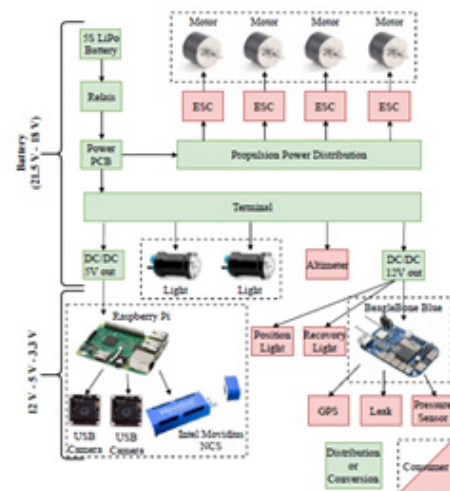 Motor
Motor
Motor
Motor
5S LiPo
Battery
Relais
ESC
ESC
ESC
ESC
Power
PCB
Propulsion Power Distribution
Battery
(21.5 V - 18 V)
Terminal
DC/DC
5V out
Light
Light
Altimeter
DC/DC
12V out
12 V - 5 V - 3.3 V
Raspberry Pi
BeagleBone Blue
Position
Light
Recovery
Light
USB
Camera
USB
Camera
Intel Movidius
NCS
GPS
Leak
Pressure
Sensor
Distribution
or
Conversion
Consumer